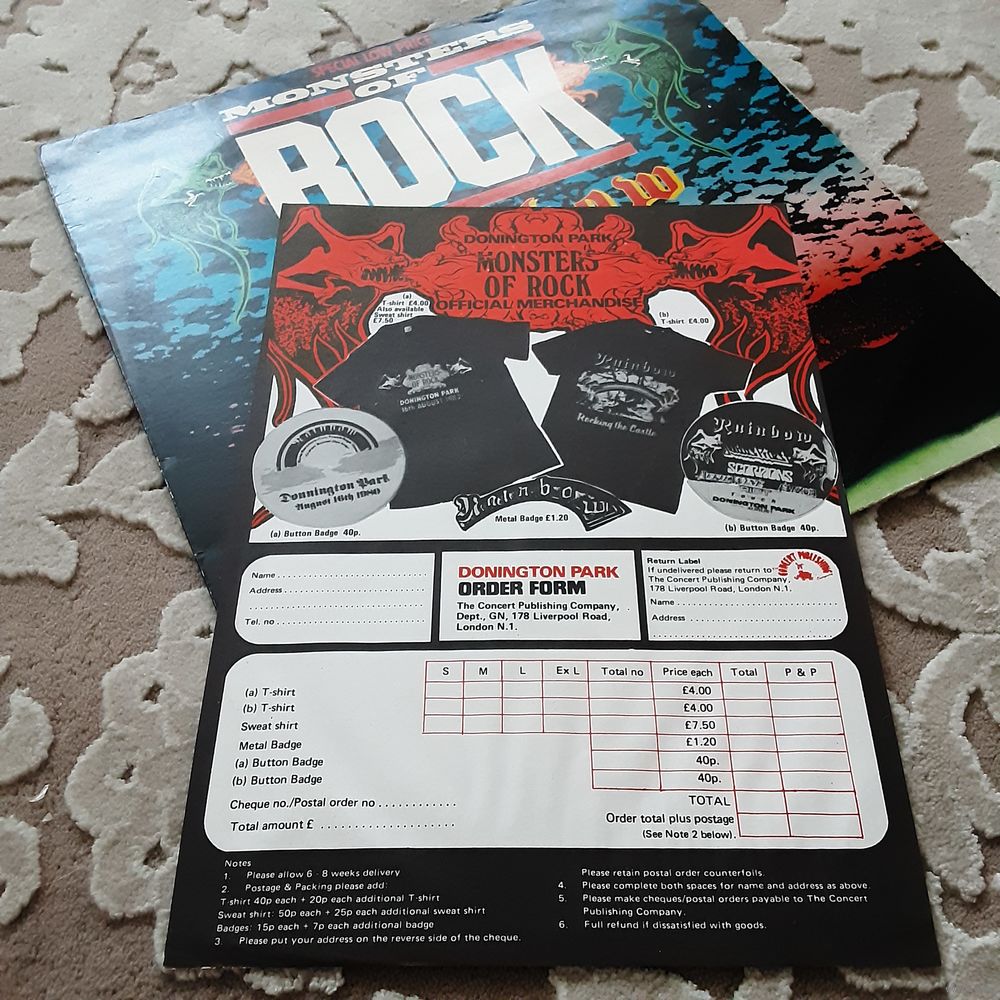 SPECIAL LOW PRICE
MONSTERS
OF
ROCK
DONINGTON PARK
MONSTERS
OF ROCK
OFFICIAL MERCHANDISE
(a)
T-shirt £4.00
Also available
Sweat shirt
£7.50
(b)
T-shirt £4.00
MONSTERS
OF ROCK
DONINGTON PARK
16th AUGUST 1980
Rainbow
Rocking the Castle
RAINBOW
Donnington Park
August 16th 1980
Rainbow
Metal Badge £1.20
Rainbow
SCORPIONS
TOUCH
DONINGTON PARK
(a) Button Badge 40p.
(b) Button Badge 40p.
Name
Address
Tel. no
DONINGTON PARK
ORDER FORM
The Concert Publishing Company,
Dept., GN, 178 Liverpool Road,
London N.1.
Return Label
If undelivered please return to
The Concert Publishing Company,
178 Liverpool Road, London N.1.
Name
Address
CONCERT PUBLISHING
S M L Ex L Total no Price each Total P & P
(a) T-shirt £4.00
(b) T-shirt £4.00
Sweat shirt £7.50
Metal Badge £1.20
(a) Button Badge 40p.
(b) Button Badge 40p.
Cheque no./Postal order no TOTAL
Total amount £ Order total plus postage
(See Note 2 below).
Notes
1. Please allow 6 - 8 weeks delivery
2. Postage & Packing please add:
T-shirt 40p each + 20p each additional T-shirt
Sweat shirt: 50p each + 25p each additional sweat shirt
Badges: 15p each + 7p each additional badge
3. Please put your address on the reverse side of the cheque.
Please retain postal order counterfoils.
4. Please complete both spaces for name and address as above.
5. Please make cheques/postal orders payable to The Concert
Publishing Company.
6. Full refund if dissatisfied with goods.